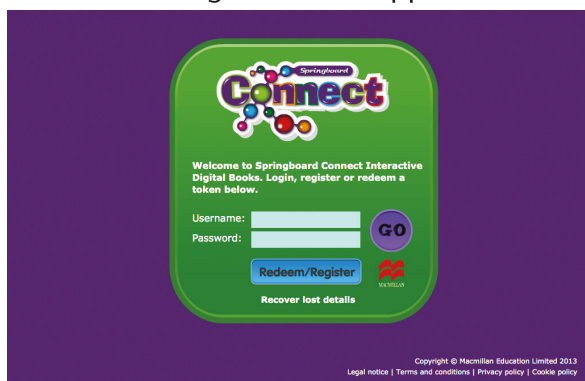 Springboard
Connect
Welcome to Springboard Connect Interactive
Digital Books. Login, register or redeem a
token below.
Username:
GO
Password:
Redeem/Register
MACMILLAN
Recover lost details
Copyright © Macmillan Education Limited 2013
Legal notice | Terms and conditions | Privacy policy | Cookie policy